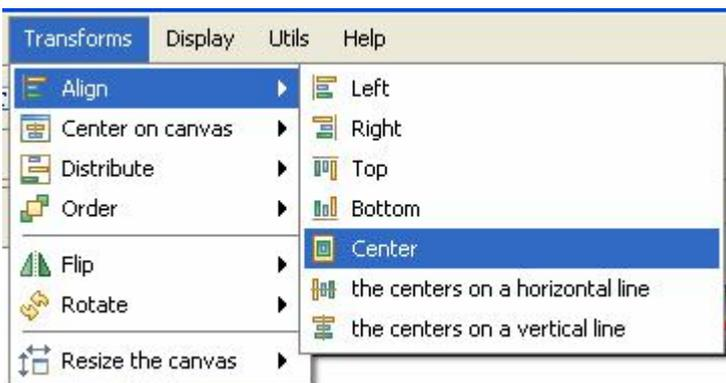 Transforms Display Utils Help
Align
Center on canvas
Distribute
Order
Flip
Rotate
Resize the canvas
Left
Right
Top
Bottom
Center
the centers on a horizontal line
the centers on a vertical line